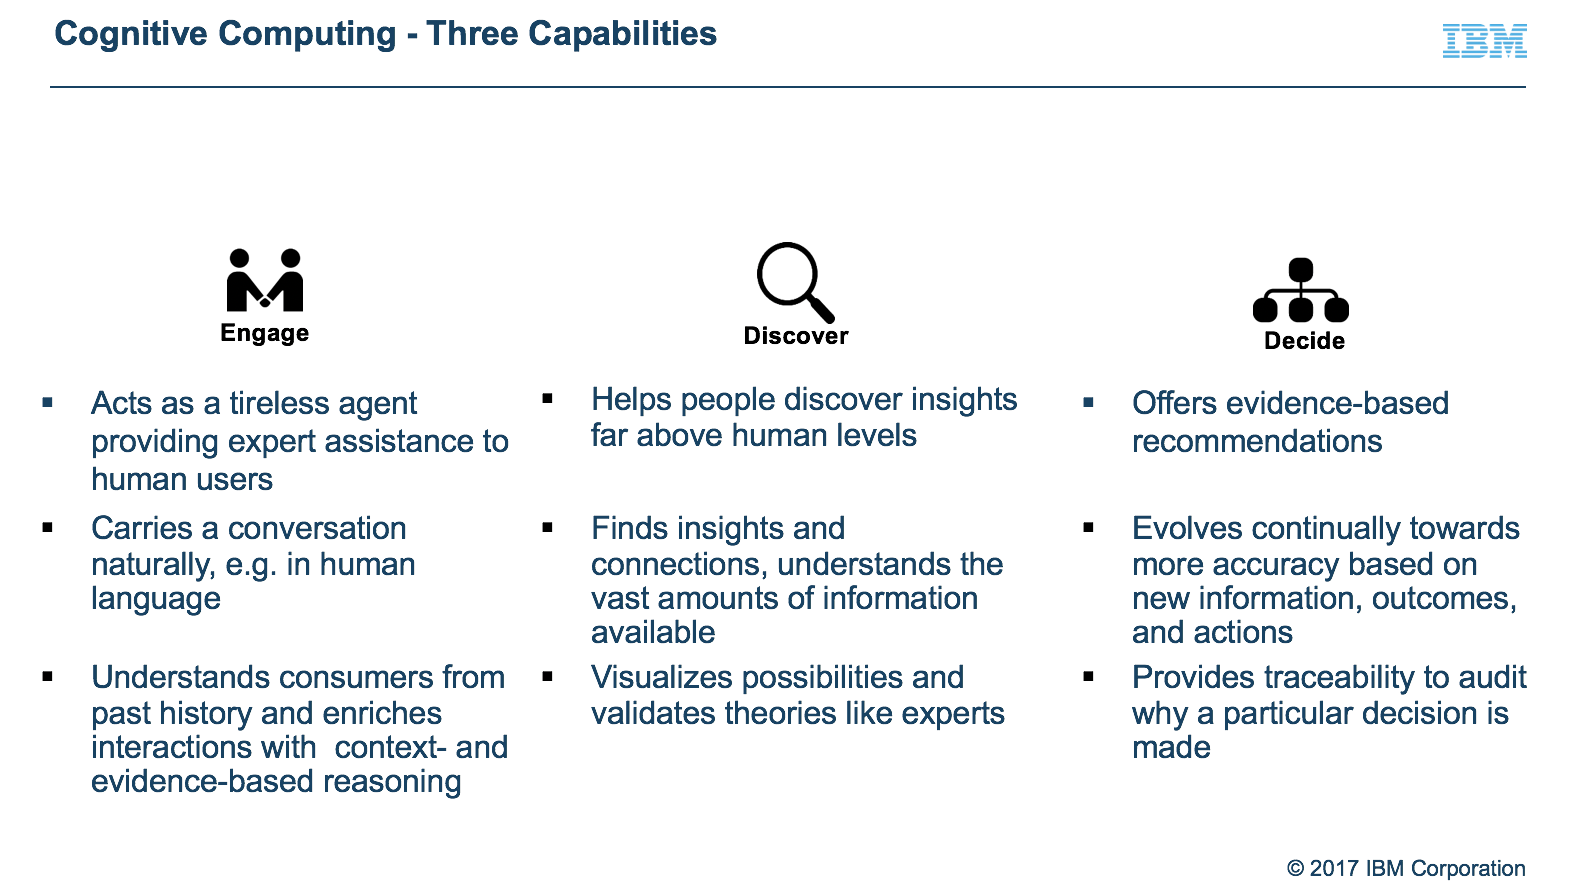 Cognitive Computing - Three Capabilities
IBM
Engage
▪ Acts as a tireless agent
providing expert assistance to
human users
▪ Carries a conversation
naturally, e.g. in human
language
▪ Understands consumers from
past history and enriches
interactions with  context- and
evidence-based reasoning
Discover
▪ Helps people discover insights
far above human levels
▪ Finds insights and
connections, understands the
vast amounts of information
available
▪ Visualizes possibilities and
validates theories like experts
Decide
▪ Offers evidence-based
recommendations
▪ Evolves continually towards
more accuracy based on
new information, outcomes,
and actions
▪ Provides traceability to audit
why a particular decision is
made
© 2017 IBM Corporation